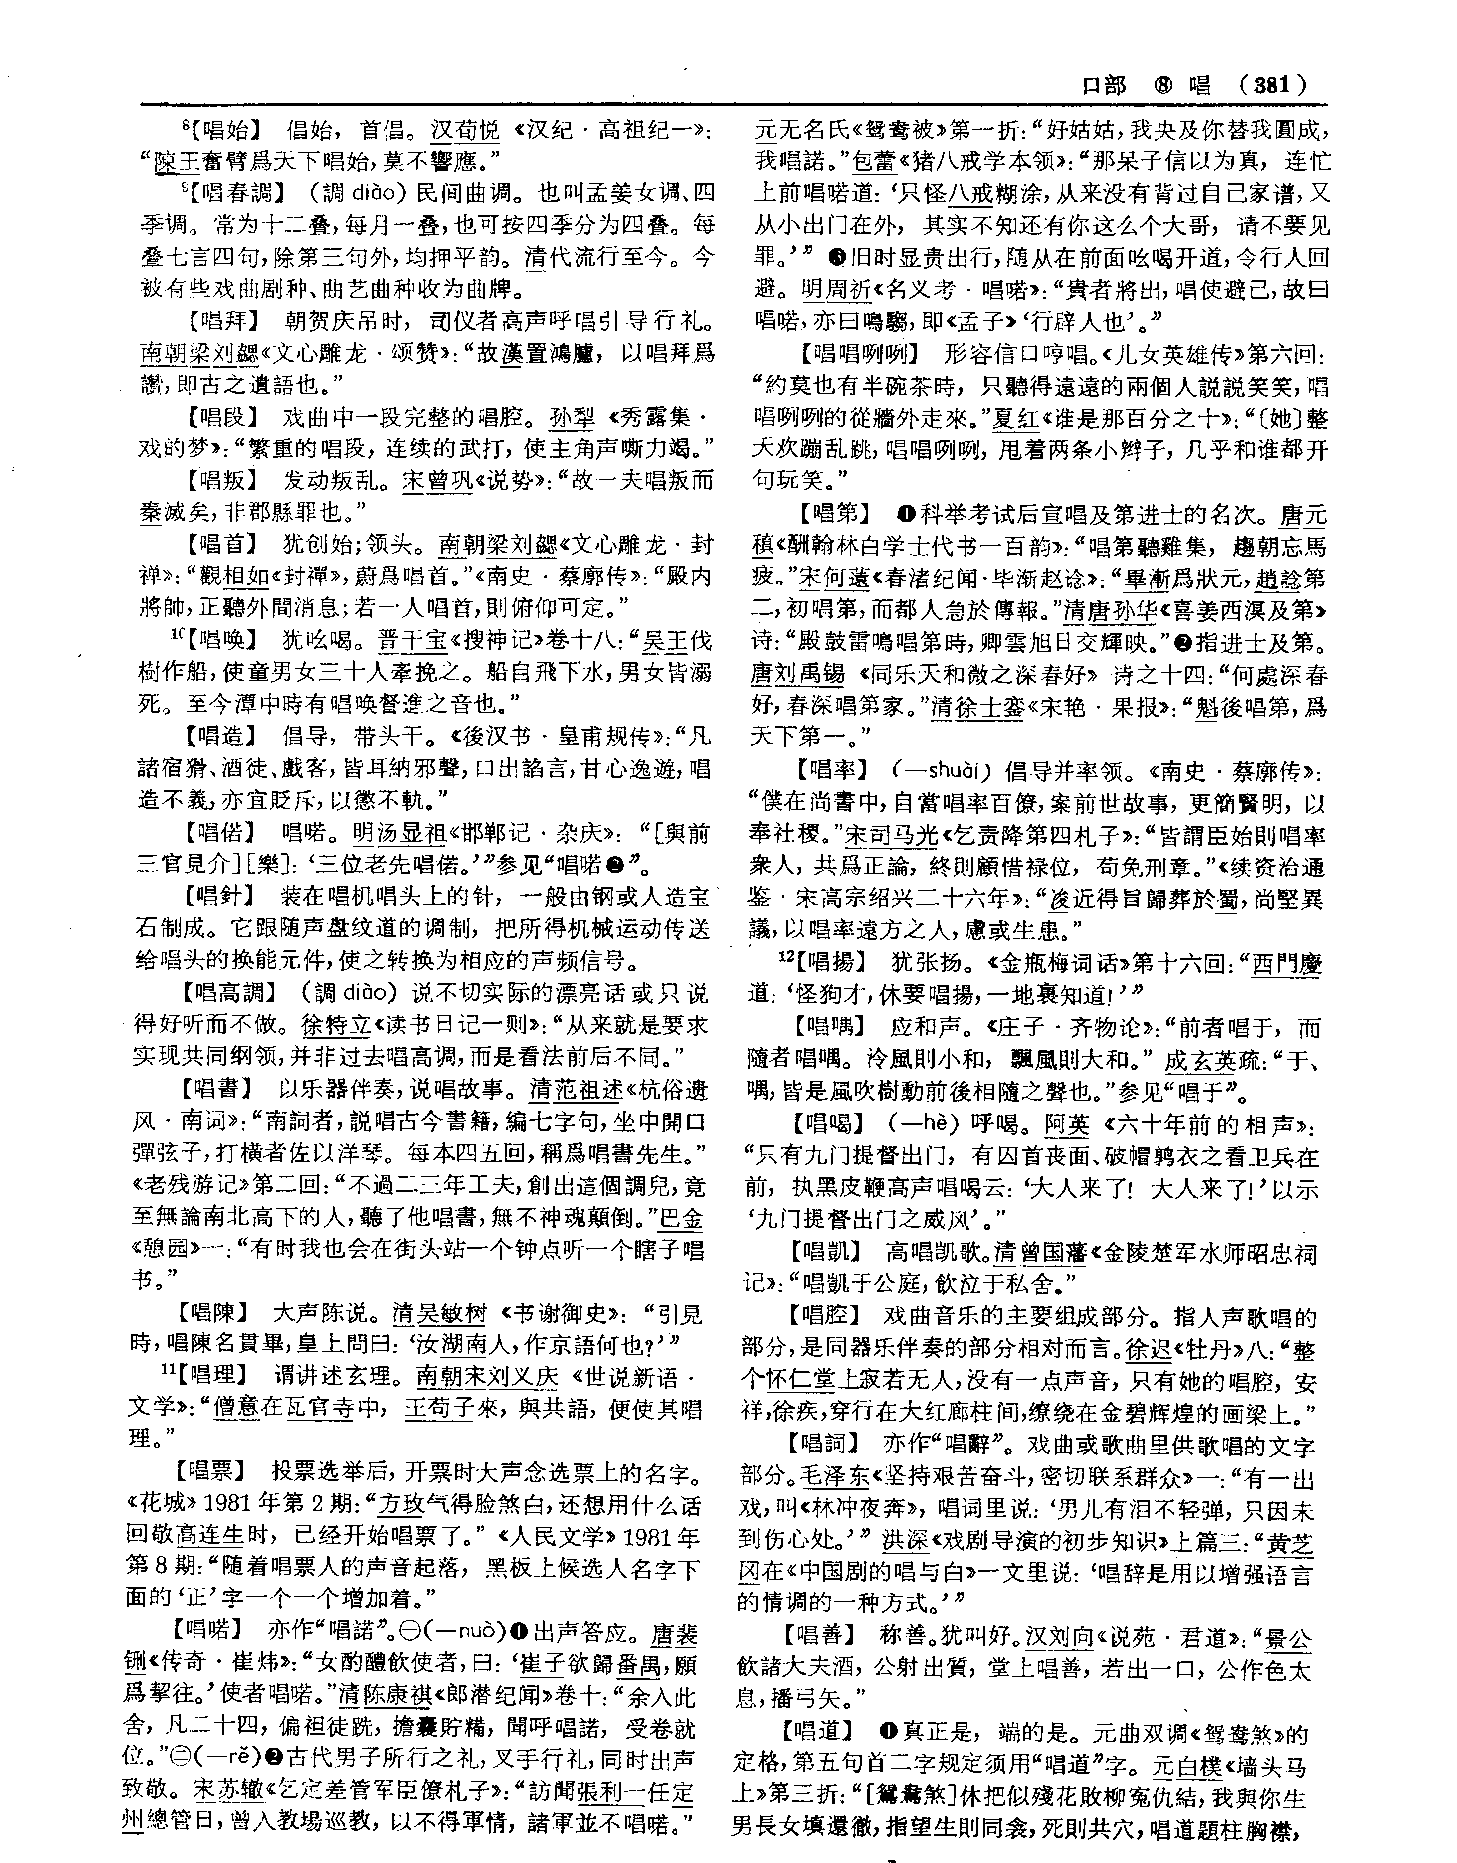 口部 ⑧ 唱 （381）
⁸【唱始】 倡始，首倡。汉荀悦《汉纪·高祖纪一》：
“陳王奮臂爲天下唱始，莫不響應。”
⁹【唱春調】（調 diào）民间曲调。也叫孟姜女调、四
季调。常为十二叠，每月一叠，也可按四季分为四叠。每
叠七言四句，除第三句外，均押平韵。清代流行至今。今
被有些戏曲剧种、曲艺曲种收为曲牌。
【唱拜】 朝贺庆吊时，司仪者高声呼唱引导行礼。
南朝梁刘勰《文心雕龙·颂赞》：“故漢置鴻臚，以唱拜爲
讚，即古之遺語也。”
【唱段】 戏曲中一段完整的唱腔。孙犁《秀露集·
戏的梦》：“繁重的唱段，连续的武打，使主角声嘶力竭。”
【唱叛】 发动叛乱。宋曾巩《说势》：“故一夫唱叛而
秦滅矣，非郡縣罪也。”
【唱首】 犹创始；领头。南朝梁刘勰《文心雕龙·封
禅》：“觀相如《封禪》，蔚爲唱首。”《南史·蔡廓传》：“殿内
將帥，正聽外間消息；若一人唱首，則俯仰可定。”
¹⁰【唱唤】 犹吆喝。晋干宝《搜神记》卷十八：“吴王伐
樹作船，使童男女三十人牽挽之。船自飛下水，男女皆溺
死。至今潭中時有唱唤督進之音也。”
【唱造】 倡导，带头干。《後汉书·皇甫规传》：“凡
諸宿猾、酒徒、戲客，皆耳納邪聲，口出諂言，甘心逸遊，唱
造不義，亦宜貶斥，以懲不軌。”
【唱偌】 唱喏。明汤显祖《邯郸记·杂庆》：“［與前
三官見介］［樂］：‘三位老先唱偌。’”参见“唱喏❷”。
【唱針】 装在唱机唱头上的针，一般由钢或人造宝
石制成。它跟随声盘纹道的调制，把所得机械运动传送
给唱头的换能元件，使之转换为相应的声频信号。
【唱高調】（調 diào）说不切实际的漂亮话或只说
得好听而不做。徐特立《读书日记一则》：“从来就是要求
实现共同纲领，并非过去唱高调，而是看法前后不同。”
【唱書】 以乐器伴奏，说唱故事。清范祖述《杭俗遗
风·南词》：“南詞者，説唱古今書籍，编七字句，坐中開口
彈弦子，打橫者佐以洋琴。每本四五回，稱爲唱書先生。”
《老残游记》第二回：“不過二三年工夫，創出這個調兒，竟
至無論南北高下的人，聽了他唱書，無不神魂顛倒。”巴金
《憩园》一：“有时我也会在街头站一个钟点听一个瞎子唱
书。”
【唱陳】 大声陈说。清吴敏树《书谢御史》：“引見
時，唱陳名貫畢，皇上問曰：‘汝湖南人，作京語何也？’”
¹¹【唱理】 谓讲述玄理。南朝宋刘义庆《世说新语·
文学》：“僧意在瓦官寺中，王苟子來，與共語，便使其唱
理。”
【唱票】 投票选举后，开票时大声念选票上的名字。
《花城》1981 年第 2 期：“方玫气得脸煞白，还想用什么话
回敬高连生时，已经开始唱票了。”《人民文学》1981 年
第 8 期：“随着唱票人的声音起落，黑板上候选人名字下
面的‘正’字一个一个增加着。”
【唱喏】 亦作“唱諾”。㊀（—nuò）❶出声答应。唐裴
铏《传奇·崔炜》：“女酌醴飲使者，曰：‘崔子欲歸番禺，願
爲挈往。’使者唱喏。”清陈康祺《郎潜纪闻》卷十：“余入此
舍，凡二十四，偏袒徒跣，擔囊貯糒，聞呼唱諾，受卷就
位。”㊁（—rě）❷古代男子所行之礼，叉手行礼，同时出声
致敬。宋苏辙《乞定差管军臣僚札子》：“訪聞張利一任定
州總管日，曾入教場巡教，以不得軍情，諸軍並不唱喏。”
元无名氏《鸳鸯被》第一折：“好姑姑，我央及你替我圓成，
我唱諾。”包蕾《猪八戒学本领》：“那呆子信以为真，连忙
上前唱喏道：‘只怪八戒糊涂，从来没有背过自己家谱，又
从小出门在外，其实不知还有你这么个大哥，请不要见
罪。’”❸旧时显贵出行，随从在前面吆喝开道，令行人回
避。明周祈《名义考·唱喏》：“貴者將出，唱使避己，故曰
唱喏，亦曰鳴騶，即《孟子》‘行辟人也’。”
【唱唱咧咧】 形容信口哼唱。《儿女英雄传》第六回：
“約莫也有半碗茶時，只聽得遠遠的兩個人説説笑笑，唱
唱咧咧的從牆外走來。”夏红《谁是那百分之十》：“〔她〕整
天欢蹦乱跳，唱唱咧咧，甩着两条小辫子，几乎和谁都开
句玩笑。”
【唱第】 ❶科举考试后宣唱及第进士的名次。唐元
稹《酬翰林白学士代书一百韵》：“唱第聽雞集，趨朝忘馬
疲。”宋何薳《春渚纪闻·毕渐赵谂》：“畢漸爲狀元，趙諗第
二，初唱第，而都人急於傳報。”清唐孙华《喜姜西溟及第》
诗：“殿鼓雷鳴唱第時，卿雲旭日交輝映。”❷指进士及第。
唐刘禹锡《同乐天和微之深春好》诗之十四：“何處深春
好，春深唱第家。”清徐士銮《宋艳·果报》：“魁後唱第，爲
天下第一。”
【唱率】（—shuài）倡导并率领。《南史·蔡廓传》：
“僕在尚書中，自當唱率百僚，案前世故事，更簡賢明，以
奉社稷。”宋司马光《乞责降第四札子》：“皆謂臣始則唱率
衆人，共爲正論，終則顧惜禄位，苟免刑章。”《续资治通
鉴·宋高宗绍兴二十六年》：“浚近得旨歸葬於蜀，尚堅異
議，以唱率遠方之人，慮或生患。”
¹²【唱揚】 犹张扬。《金瓶梅词话》第十六回：“西門慶
道：‘怪狗才，休要唱揚，一地裏知道！’”
【唱喁】 应和声。《庄子·齐物论》：“前者唱于，而
隨者唱喁。泠風則小和，飄風則大和。”成玄英疏：“于、
喁，皆是風吹樹動前後相隨之聲也。”参见“唱于”。
【唱喝】（—hè）呼喝。阿英《六十年前的相声》：
“只有九门提督出门，有囚首丧面、破帽鹑衣之看卫兵在
前，执黑皮鞭高声唱喝云：‘大人来了！大人来了！’以示
‘九门提督出门之威风’。”
【唱凱】 高唱凯歌。清曾国藩《金陵楚军水师昭忠祠
记》：“唱凱于公庭，飲泣于私舍。”
【唱腔】 戏曲音乐的主要组成部分。指人声歌唱的
部分，是同器乐伴奏的部分相对而言。徐迟《牡丹》八：“整
个怀仁堂上寂若无人，没有一点声音，只有她的唱腔，安
祥，徐疾，穿行在大红廊柱间，缭绕在金碧辉煌的画梁上。”
【唱詞】 亦作“唱辭”。戏曲或歌曲里供歌唱的文字
部分。毛泽东《坚持艰苦奋斗，密切联系群众》一：“有一出
戏，叫《林冲夜奔》，唱词里说：‘男儿有泪不轻弹，只因未
到伤心处。’”洪深《戏剧导演的初步知识》上篇三：“黄芝
冈在《中国剧的唱与白》一文里说：‘唱辞是用以增强语言
的情调的一种方式。’”
【唱善】 称善。犹叫好。汉刘向《说苑·君道》：“景公
飲諸大夫酒，公射出質，堂上唱善，若出一口，公作色太
息，播弓矢。”
【唱道】 ❶真正是，端的是。元曲双调《鸳鸯煞》的
定格，第五句首二字规定须用“唱道”字。元白樸《墙头马
上》第三折：“［鴛鴦煞］休把似殘花敗柳冤仇結，我與你生
男長女填還徹，指望生則同衾，死則共穴，唱道題柱胸襟，